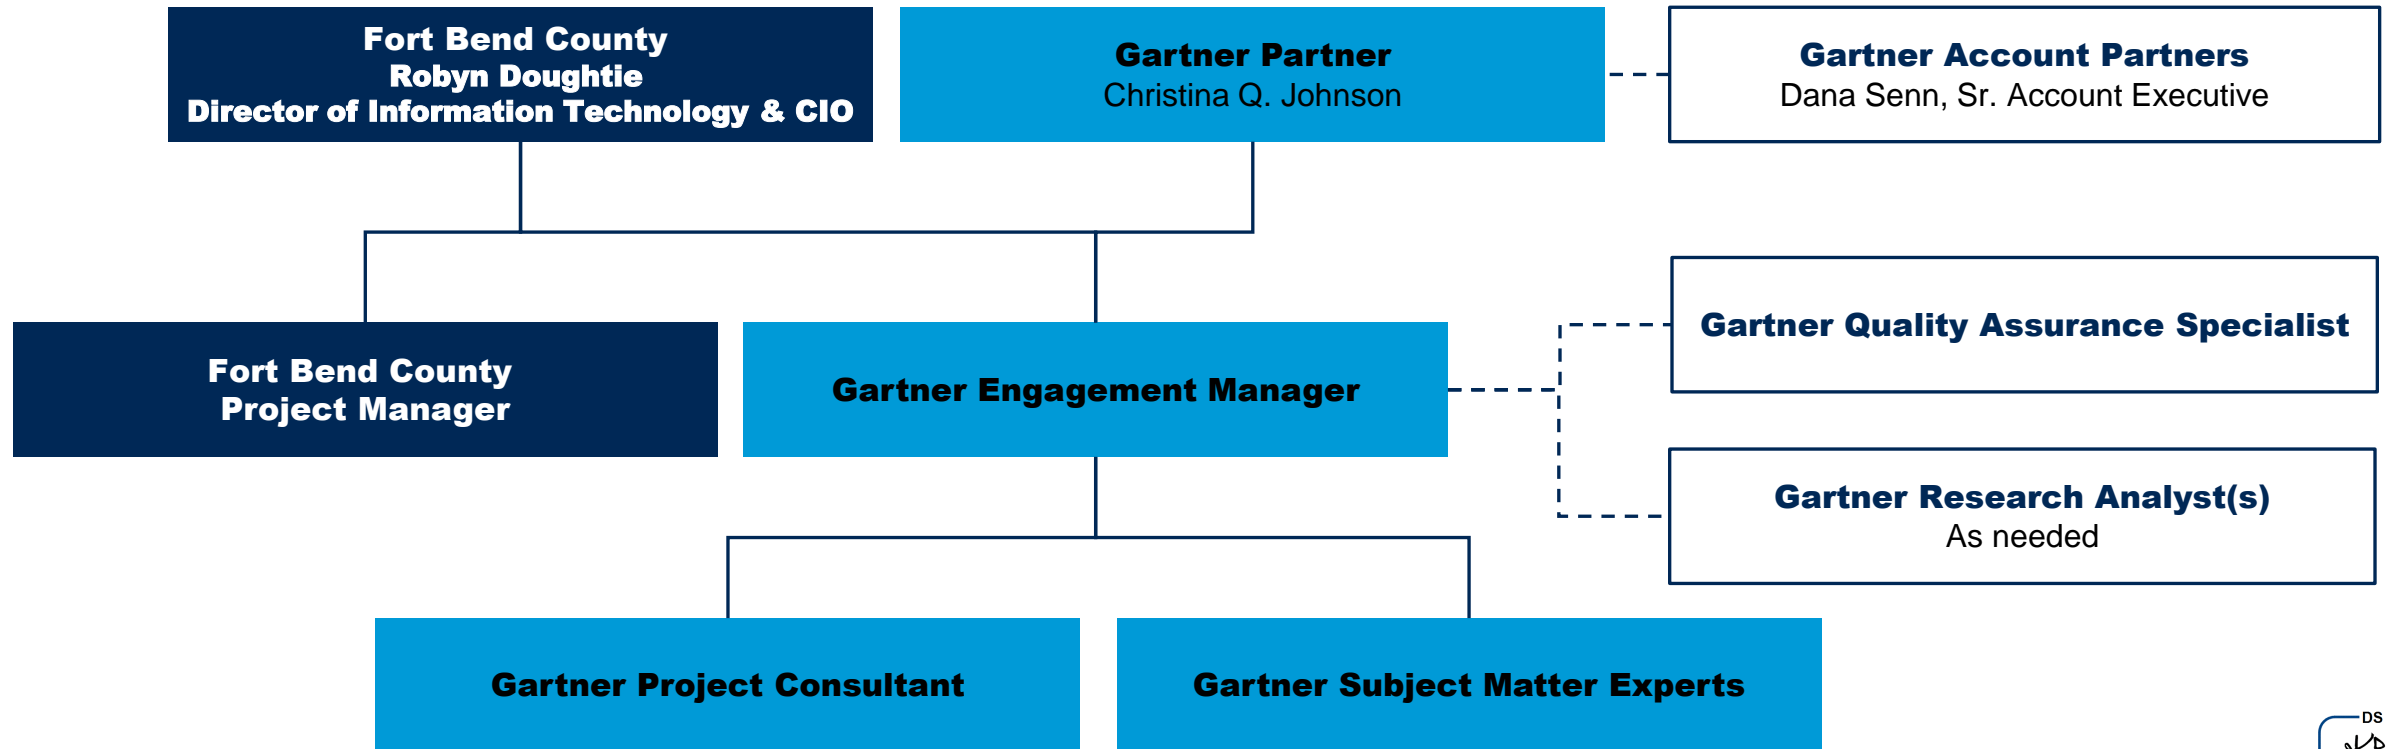 Fort Bend County
Robyn Doughtie
Director of Information Technology & CIO
Gartner Partner
Christina Q. Johnson
Gartner Account Partners
Dana Senn, Sr. Account Executive
Fort Bend County
Project Manager
Gartner Engagement Manager
Gartner Quality Assurance Specialist
Gartner Research Analyst(s)
As needed
Gartner Project Consultant
Gartner Subject Matter Experts
DS